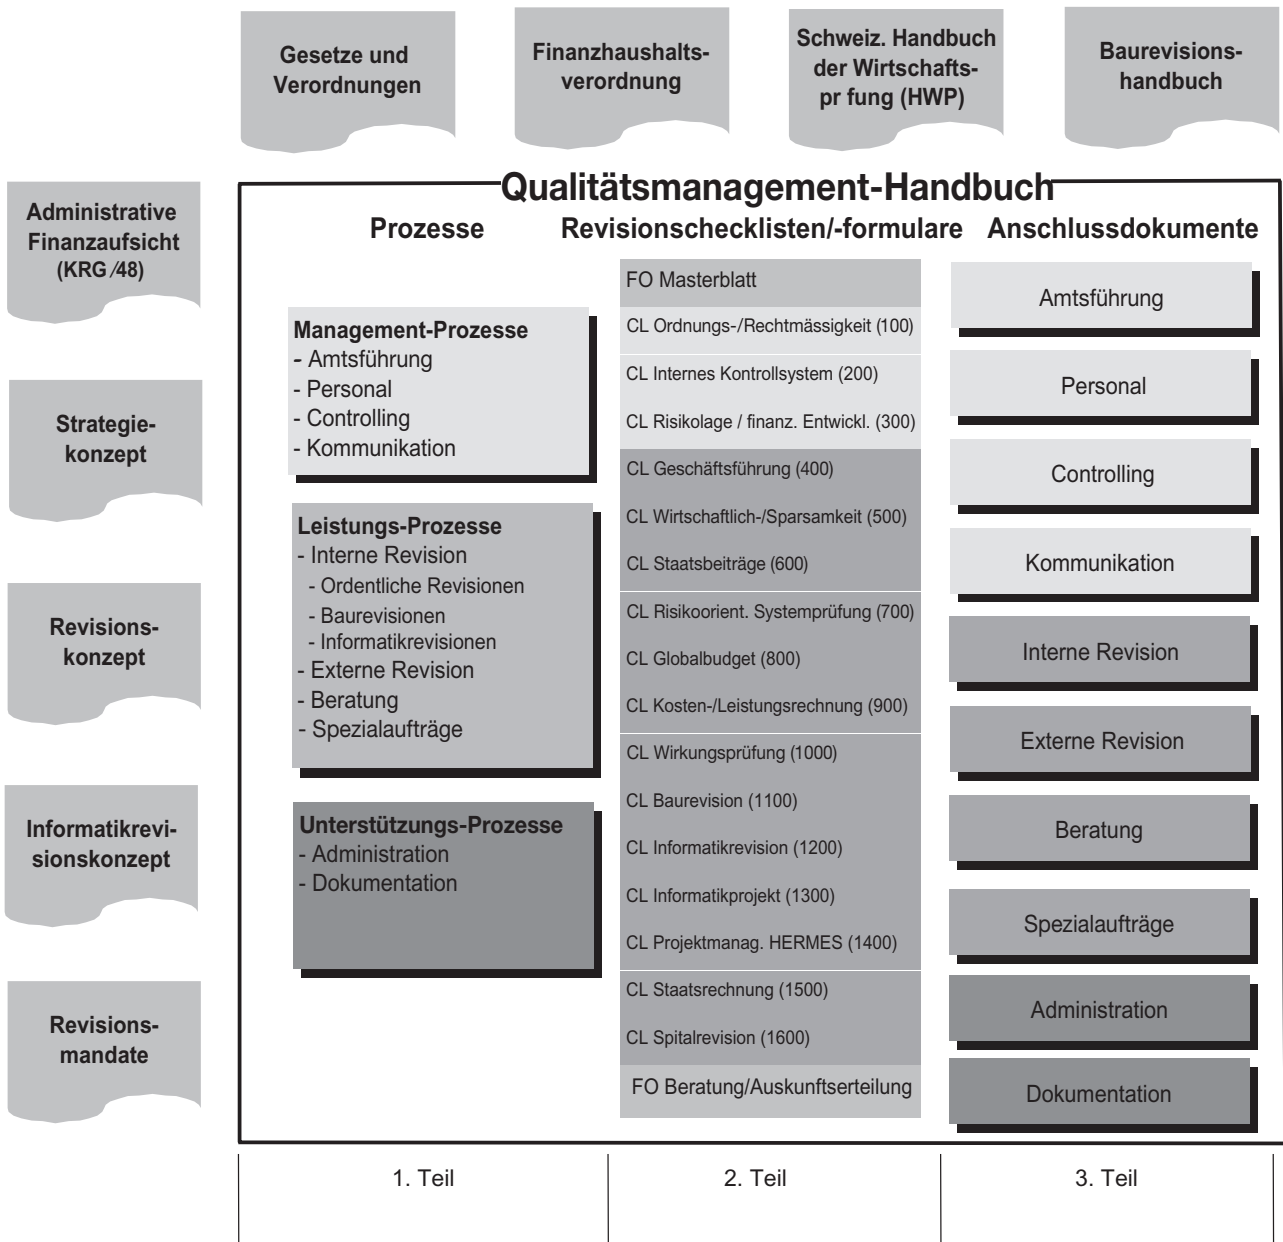 Gesetze und
Verordnungen
Finanzhaushalts-
verordnung
Schweiz. Handbuch
der Wirtschafts-
pr fung (HWP)
Baurevisions-
handbuch
Administrative
Finanzaufsicht
(KRG /48)
Strategie-
konzept
Revisions-
konzept
Informatikrevi-
sionskonzept
Revisions-
mandate
Qualitätsmanagement-Handbuch
Prozesse
Management-Prozesse
- Amtsführung
- Personal
- Controlling
- Kommunikation
Leistungs-Prozesse
- Interne Revision
- Ordentliche Revisionen
- Baurevisionen
- Informatikrevisionen
- Externe Revision
- Beratung
- Spezialaufträge
Unterstützungs-Prozesse
- Administration
- Dokumentation
Revisionschecklisten/-formulare
FO Masterblatt
CL Ordnungs-/Rechtmässigkeit (100)
CL Internes Kontrollsystem (200)
CL Risikolage / finanz. Entwickl. (300)
CL Geschäftsführung (400)
CL Wirtschaftlich-/Sparsamkeit (500)
CL Staatsbeiträge (600)
CL Risikoorient. Systemprüfung (700)
CL Globalbudget (800)
CL Kosten-/Leistungsrechnung (900)
CL Wirkungsprüfung (1000)
CL Baurevision (1100)
CL Informatikrevision (1200)
CL Informatikprojekt (1300)
CL Projektmanag. HERMES (1400)
CL Staatsrechnung (1500)
CL Spitalrevision (1600)
FO Beratung/Auskunftserteilung
Anschlussdokumente
Amtsführung
Personal
Controlling
Kommunikation
Interne Revision
Externe Revision
Beratung
Spezialaufträge
Administration
Dokumentation
1. Teil
2. Teil
3. Teil